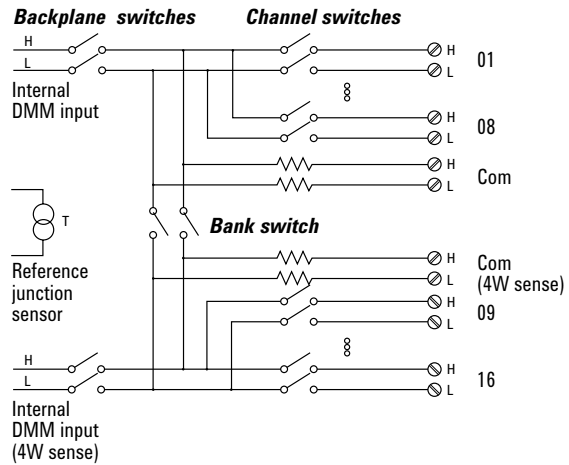 Backplane switches
Channel switches
H
L
H
L
01
Internal
DMM input
H
L
08
H
L
Com
T
Bank switch
Reference
junction
sensor
H
L
Com
(4W sense)
H
L
09
H
L
H
L
16
Internal
DMM input
(4W sense)